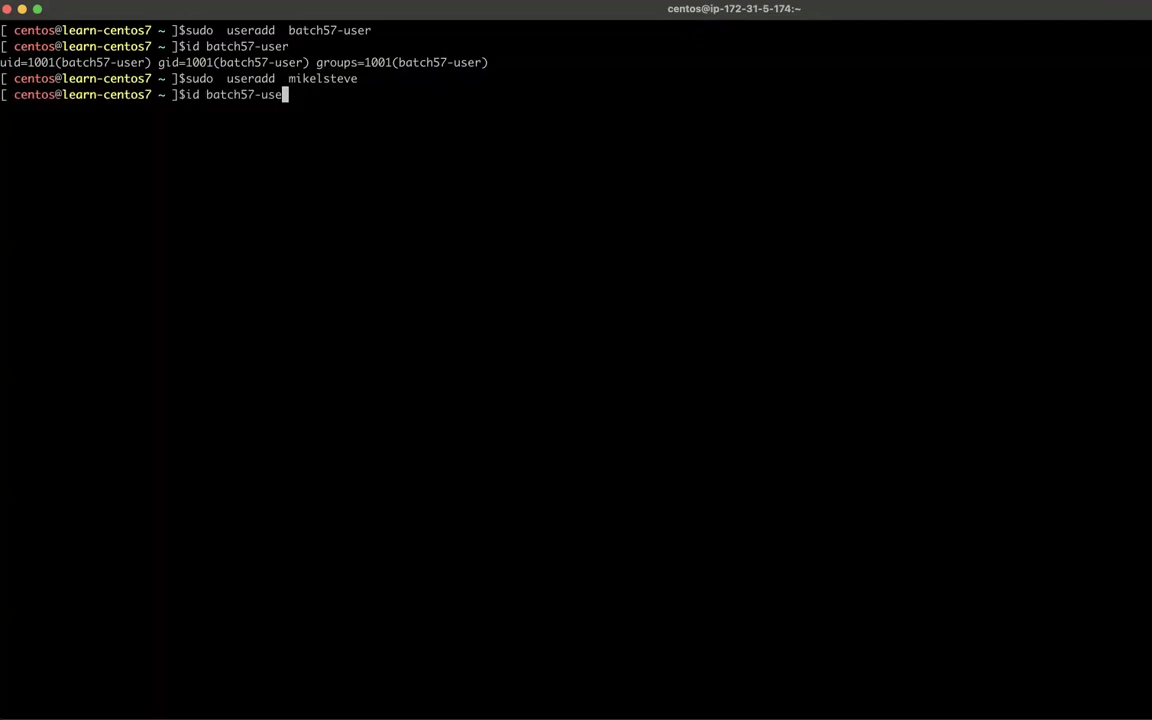 centos@ip-172-31-5-174:~
[ centos@learn-centos7 ~ ]$sudo  useradd  batch57-user
[ centos@learn-centos7 ~ ]$id batch57-user
uid=1001(batch57-user) gid=1001(batch57-user) groups=1001(batch57-user)
[ centos@learn-centos7 ~ ]$sudo  useradd  mikelsteve
[ centos@learn-centos7 ~ ]$id batch57-use